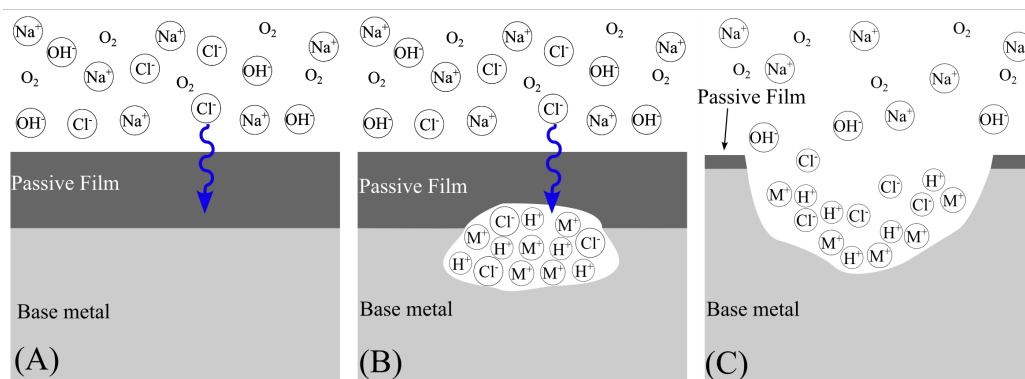 Na⁺ OH⁻ O₂ Na⁺ Cl⁻ O₂ Na⁺
O₂ Na⁺ Cl⁻ O₂ OH⁻ O₂
OH⁻ Cl⁻ Na⁺ Cl⁻ Na⁺ OH⁻
Passive Film
Base metal
(A)
Na⁺ OH⁻ O₂ Na⁺ Cl⁻ O₂ Na⁺
O₂ Na⁺ Cl⁻ O₂ OH⁻ O₂
OH⁻ Cl⁻ Na⁺ Cl⁻ Na⁺ OH⁻
Passive Film
Cl⁻ H⁺ M⁺
M⁺ H⁺ M⁺ H⁺ Cl⁻
H⁺ Cl⁻ M⁺ M⁺ H⁺
Base metal
(B)
Na⁺ Na⁺ O₂ Na⁺
O₂ Na⁺ Na⁺ O₂
Passive Film
OH⁻ OH⁻ Na⁺ OH⁻
Cl⁻
M⁺ H⁺ Cl⁻ H⁺
Cl⁻ H⁺ Cl⁻ Cl⁻ M⁺
M⁺ H⁺ M⁺
H⁺ M⁺
Base metal
(C)